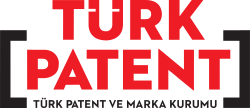 TÜRK
PATENT
TÜRK PATENT VE MARKA KURUMU